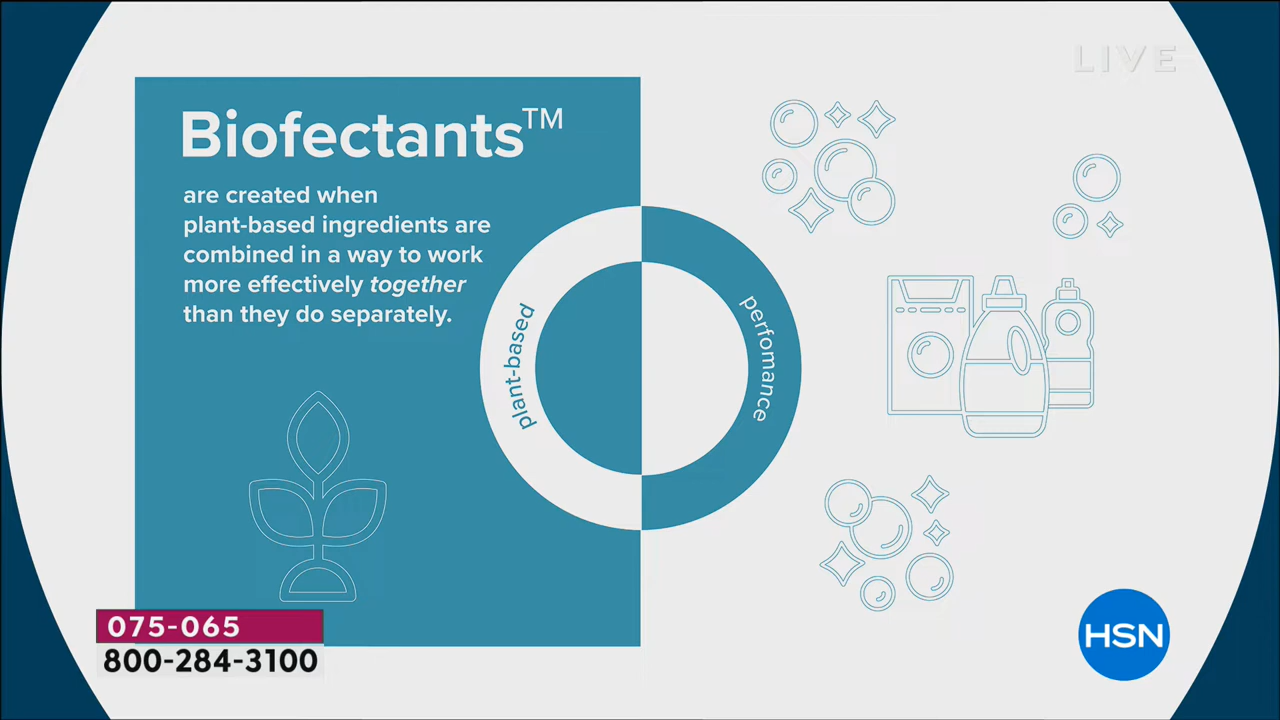 LIVE
Biofectants™
are created when
plant-based ingredients are
combined in a way to work
more effectively together
than they do separately.
plant-based
perfomance
075-065
800-284-3100
HSN